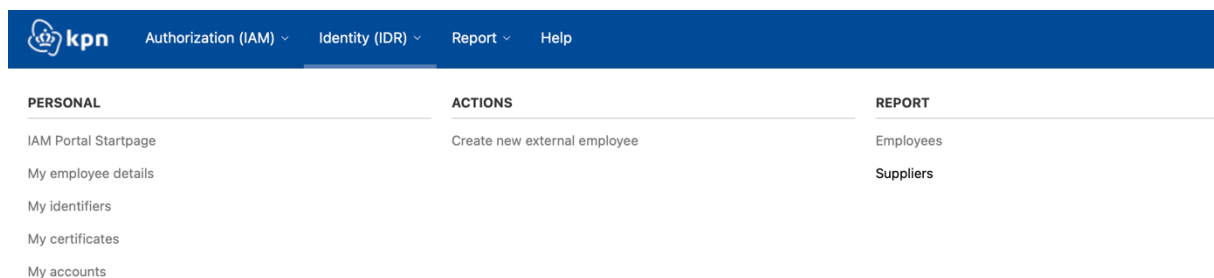 kpn Authorization (IAM) Identity (IDR) Report Help
PERSONAL
IAM Portal Startpage
My employee details
My identifiers
My certificates
My accounts
ACTIONS
Create new external employee
REPORT
Employees
Suppliers